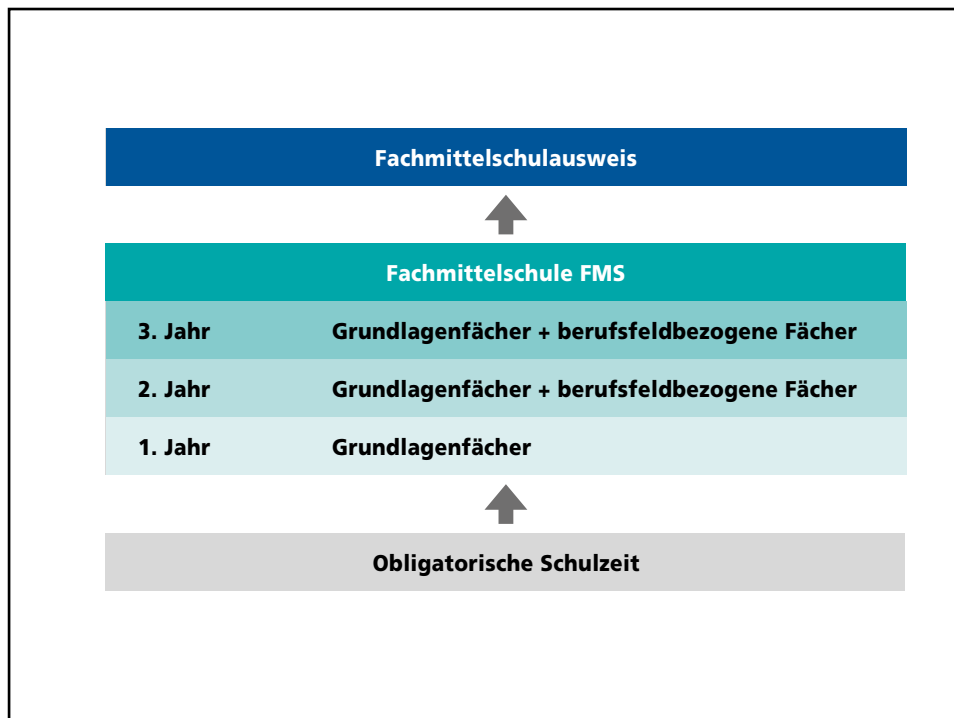 Fachmittelschulausweis
Fachmittelschule FMS
3. Jahr Grundlagenfächer + berufsfeldbezogene Fächer
2. Jahr Grundlagenfächer + berufsfeldbezogene Fächer
1. Jahr Grundlagenfächer
Obligatorische Schulzeit